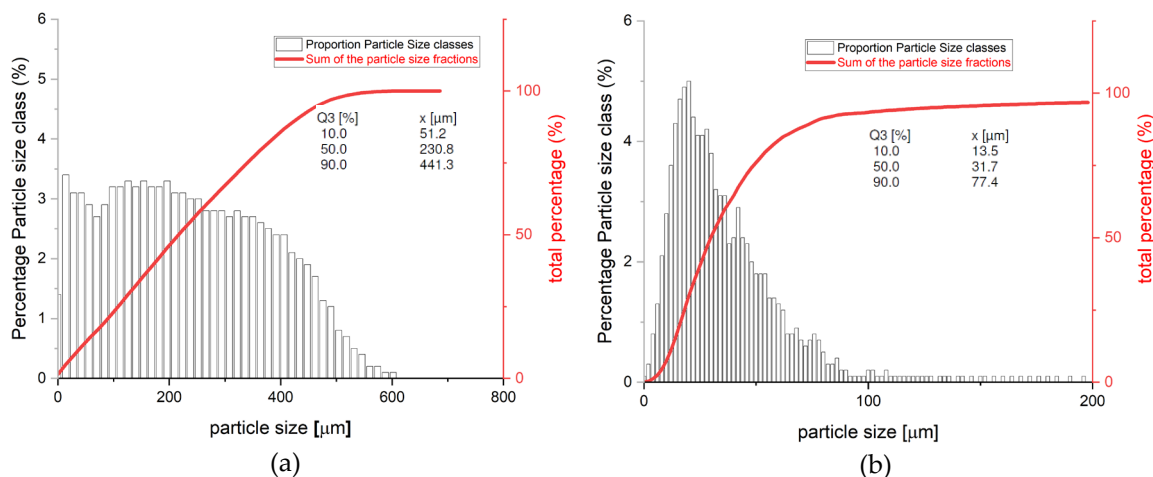 6
5
4
3
2
1
0
Percentage Particle size class (%)
0 200 400 600 800
particle size [μm]
100
50
0
total percentage (%)
Proportion Particle Size classes
Sum of the particle size fractions
Q3 [%] x [μm]
10.0 51.2
50.0 230.8
90.0 441.3
(a)
6
4
2
0
Percentage Particle size class (%)
0 100 200
particle size [μm]
100
50
0
total percentage (%)
Proportion Particle Size classes
Sum of the particle size fractions
Q3 [%] x [μm]
10.0 13.5
50.0 31.7
90.0 77.4
(b)